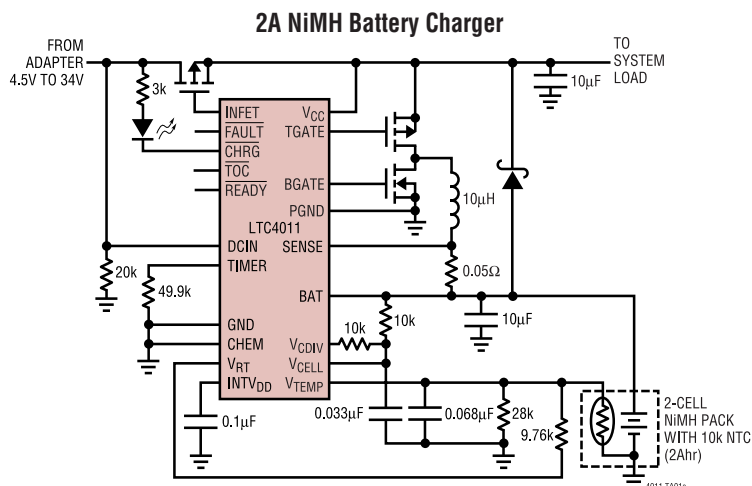 2A NiMH Battery Charger
FROM
ADAPTER
4.5V TO 34V
TO
SYSTEM
LOAD
10µF
3k
INFET
VCC
FAULT
TGATE
CHRG
TOC
READY
BGATE
PGND
LTC4011
10µH
DCIN
SENSE
TIMER
20k
49.9k
0.05Ω
BAT
10µF
10k
10k
GND
CHEM
VCDIV
VRT
VCELL
INTVDD
VTEMP
0.1µF
0.033µF
0.068µF
28k
9.76k
2-CELL
NiMH PACK
WITH 10k NTC
(2Ahr)
4011 TA01a